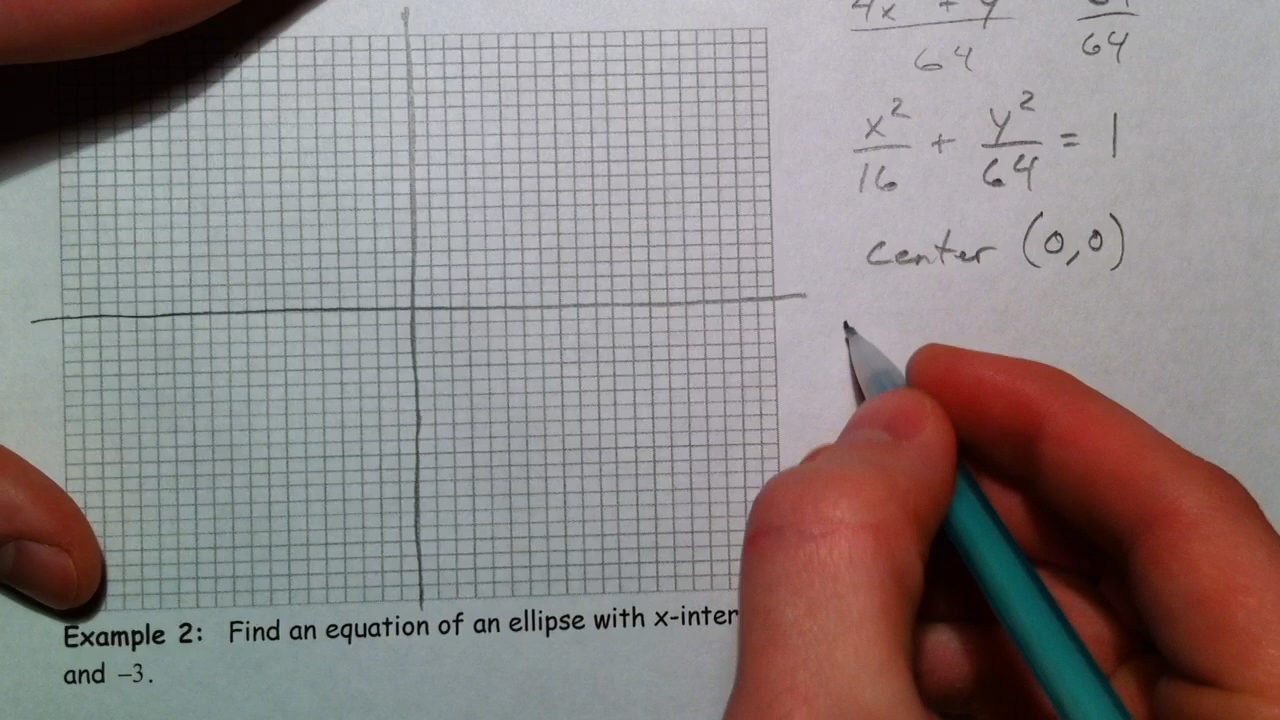 4x + y
64 64
x² + y² = 1
16 64
center (0,0)
Example 2: Find an equation of an ellipse with x-inter
and −3.